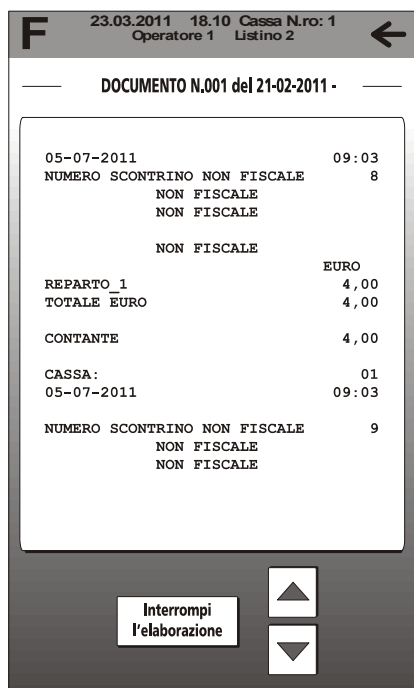 F
23.03.2011 18.10 Cassa N.ro: 1
Operatore 1 Listino 2
DOCUMENTO N.001 del 21-02-2011 -
05-07-2011 09:03
NUMERO SCONTRINO NON FISCALE 8
NON FISCALE
NON FISCALE
NON FISCALE
EURO
REPARTO_1 4,00
TOTALE EURO 4,00
CONTANTE 4,00
CASSA: 01
05-07-2011 09:03
NUMERO SCONTRINO NON FISCALE 9
NON FISCALE
NON FISCALE
Interrompi
l'elaborazione